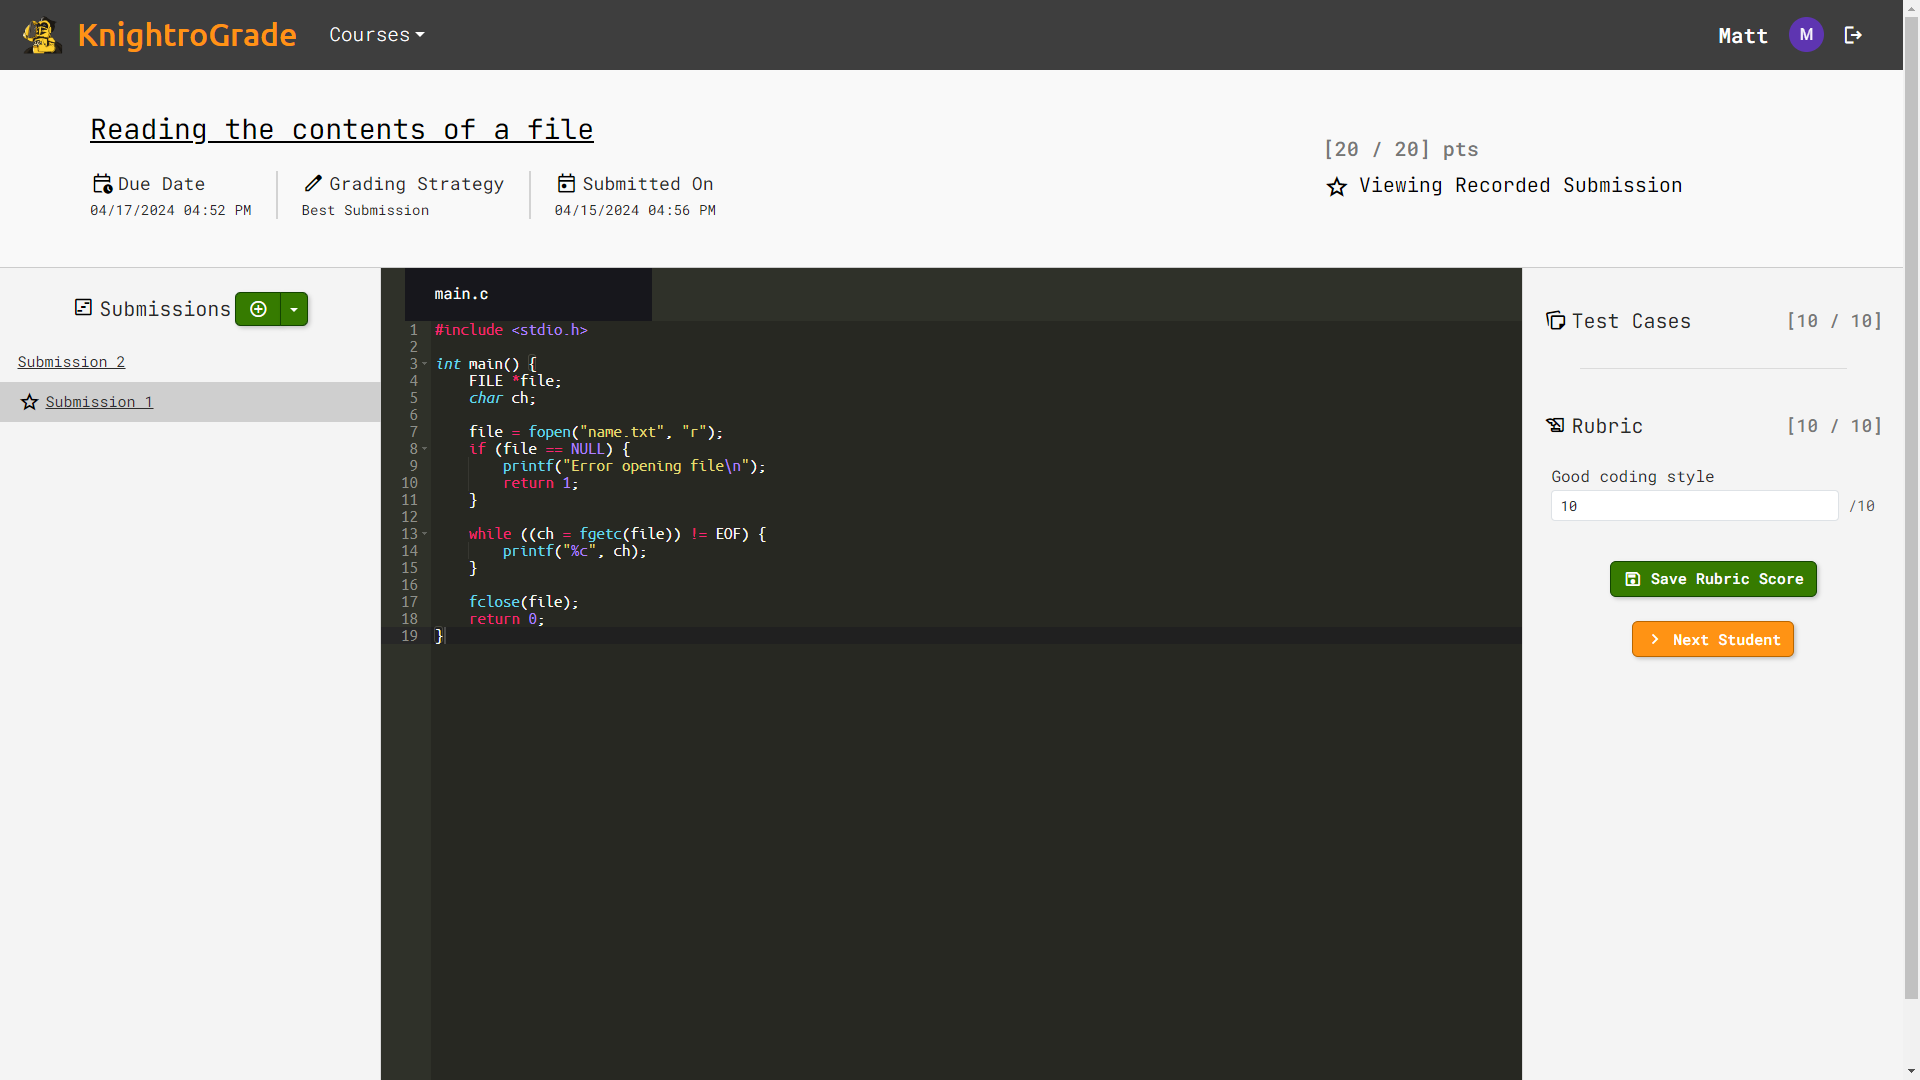 KnightroGrade Courses Matt M
Reading the contents of a file
[20 / 20] pts
Viewing Recorded Submission
Due Date
04/17/2024 04:52 PM
Grading Strategy
Best Submission
Submitted On
04/15/2024 04:56 PM
Submissions
Submission 2
Submission 1
main.c
1 #include <stdio.h>
2
3 int main() {
4     FILE *file;
5     char ch;
6
7     file = fopen("name.txt", "r");
8     if (file == NULL) {
9         printf("Error opening file\n");
10         return 1;
11     }
12
13     while ((ch = fgetc(file)) != EOF) {
14         printf("%c", ch);
15     }
16
17     fclose(file);
18     return 0;
19 }
Test Cases [10 / 10]
Rubric [10 / 10]
Good coding style
10 /10
Save Rubric Score
Next Student